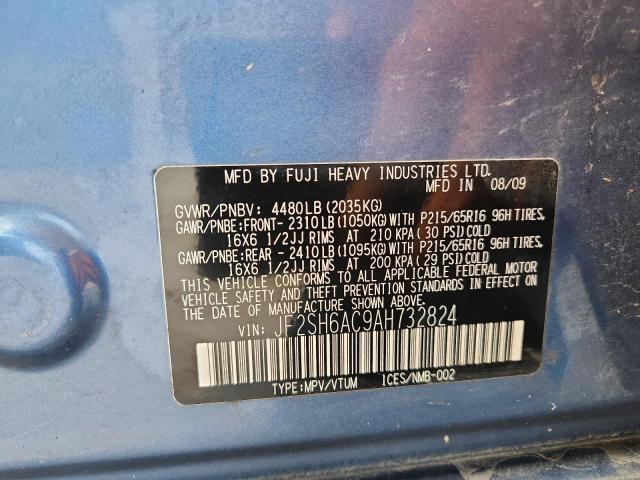 MFD BY FUJI HEAVY INDUSTRIES LTD.
MFD IN 08/09
GVWR/PNBV: 4480LB (2035KG)
GAWR/PNBE:FRONT- 2310LB (1050KG)WITH P215/65R16 96H TIRES.
16X6 1/2JJ RIMS AT 210 KPA ( 30 PSI) COLD
GAWR/PNBE:REAR - 2410LB (1095KG)WITH P215/65R16 96H TIRES.
16X6 1/2JJ RIMS AT 200 KPA ( 29 PSI) COLD
THIS VEHICLE CONFORMS TO ALL APPLICABLE FEDERAL MOTOR
VEHICLE SAFETY AND THEFT PREVENTION STANDARDS IN EFFECT ON
THE DATE OF MANUFACTURE SHOWN ABOVE.
VIN: JF2SH6AC9AH732824
TYPE:MPV/VTUM ICES/NMB-002